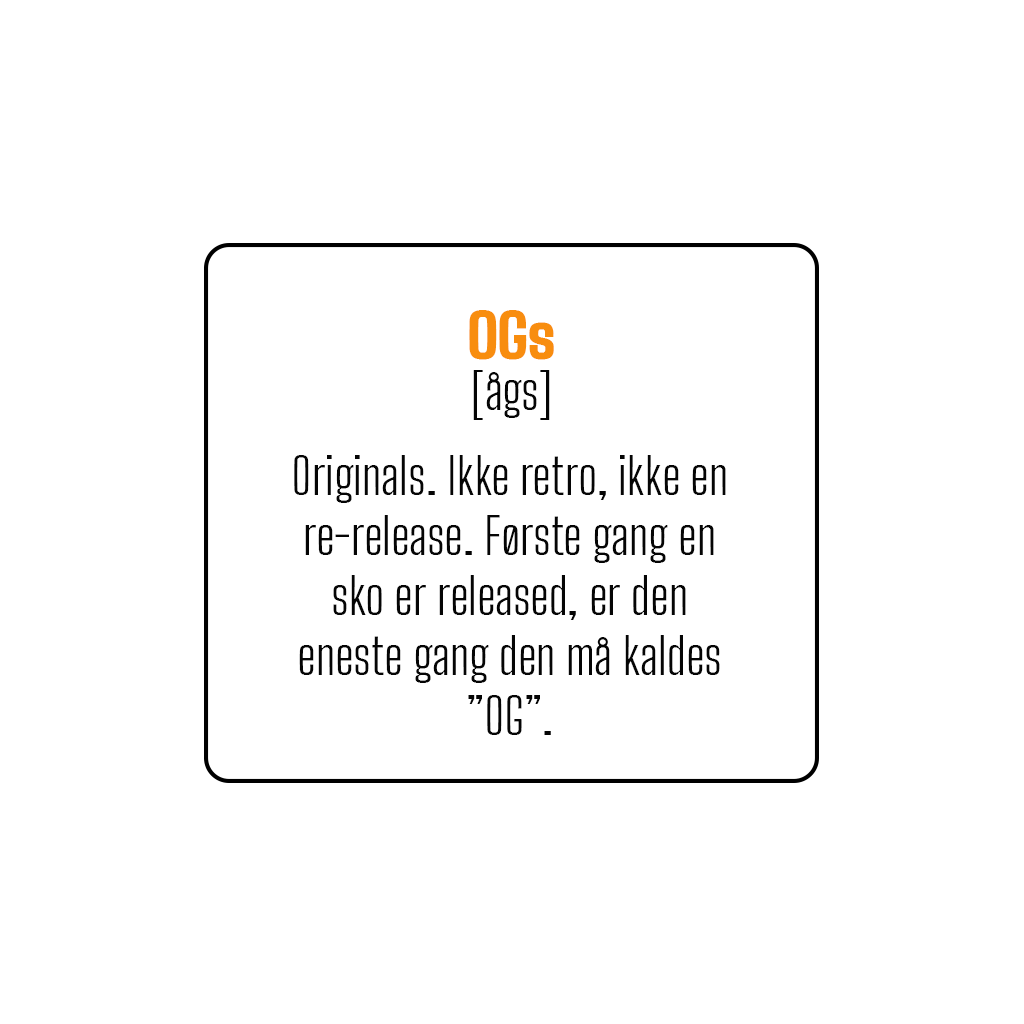 OGs
[ågs]
Originals. Ikke retro, ikke en
re-release. Første gang en
sko er released, er den
eneste gang den må kaldes
”OG”.